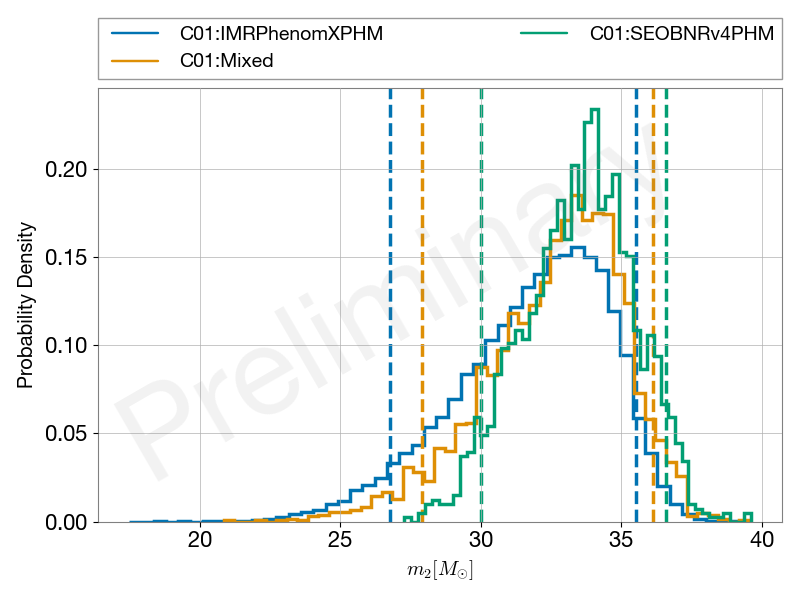 C01:IMRPhenomXPHM
C01:Mixed
C01:SEOBNRv4PHM
Preliminary
Probability Density
0.20
0.15
0.10
0.05
0.00
20 25 30 35 40
m₂[M⊙]